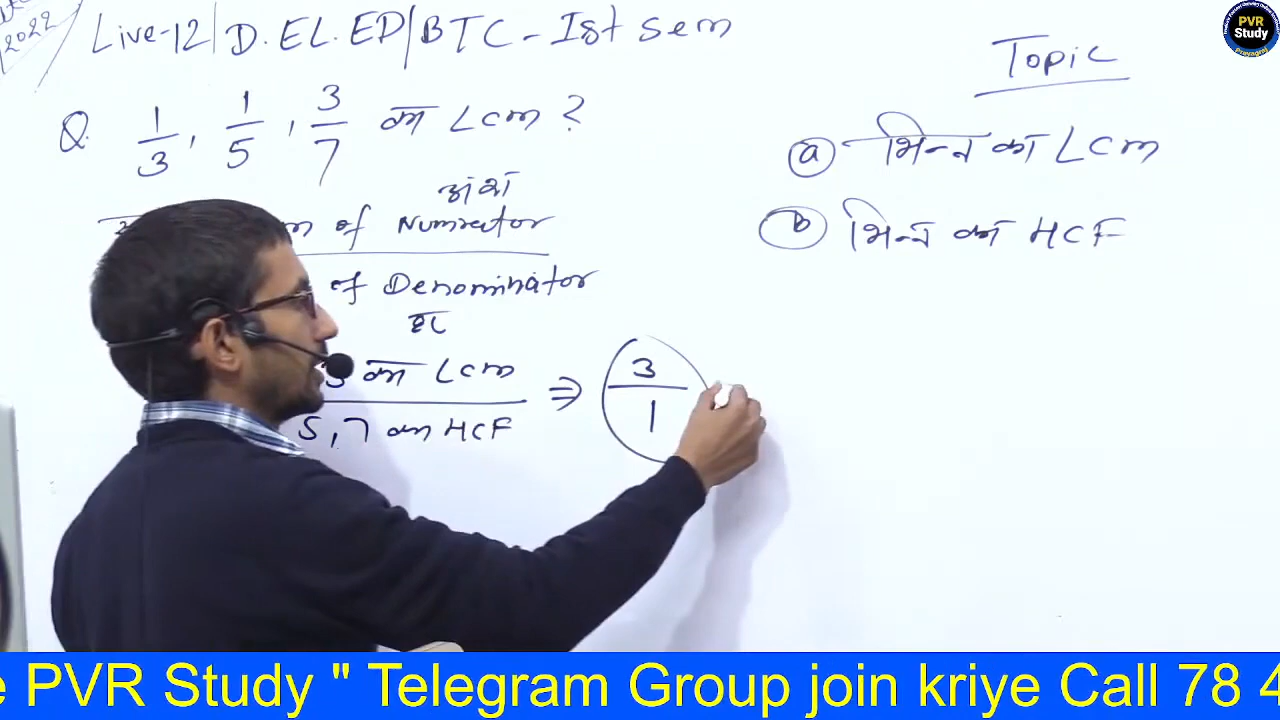 2022
Live-12 | D.EL.ED | BTC - Ist Sem
Q. 1/3, 1/5, 3/7 का Lcm ?
अंश
of Numrector
of Denominator
हर
3 का Lcm ⇒ 3
5, 7 का HCF 1
Topic
(a) भिन्न का LCm
(b) भिन्न का HCF
PVR
Study
Prayagraj
PVR Study " Telegram Group join kriye Call 78 4